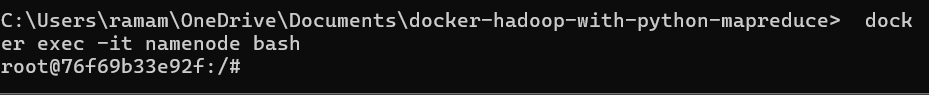 C:\Users\ramam\OneDrive\Documents\docker-hadoop-with-python-mapreduce>  dock
er exec -it namenode bash
root@76f69b33e92f:/#